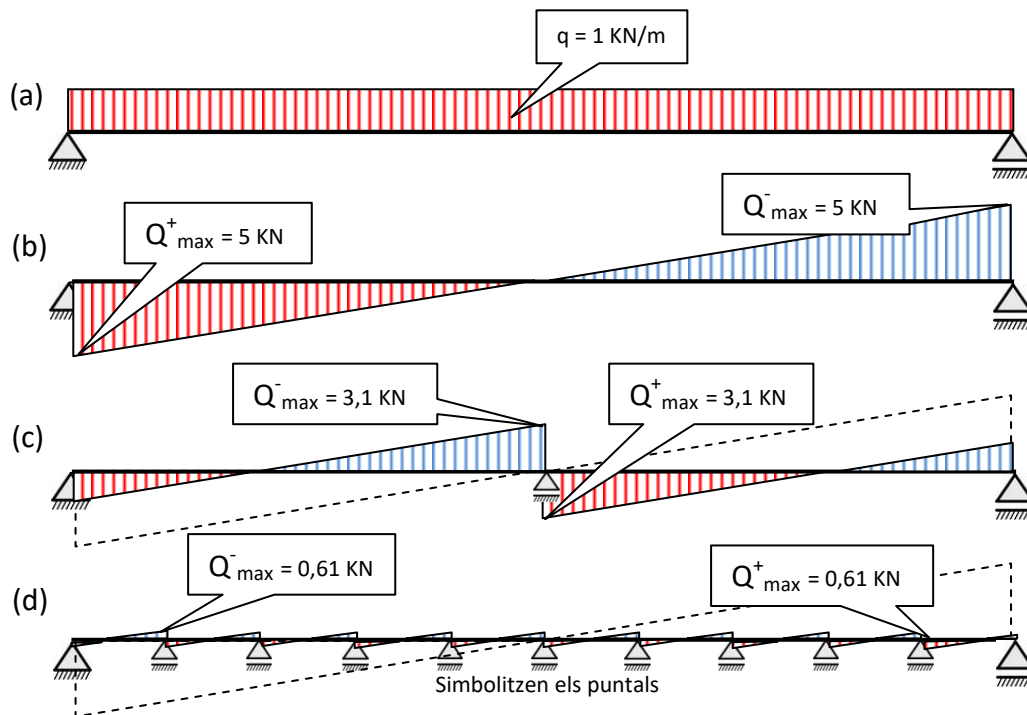 q = 1 KN/m
(a)
Q⁻max = 5 KN
Q⁺max = 5 KN
(b)
Q⁻max = 3,1 KN
Q⁺max = 3,1 KN
(c)
Q⁻max = 0,61 KN
Q⁺max = 0,61 KN
(d)
Simbolitzen els puntals